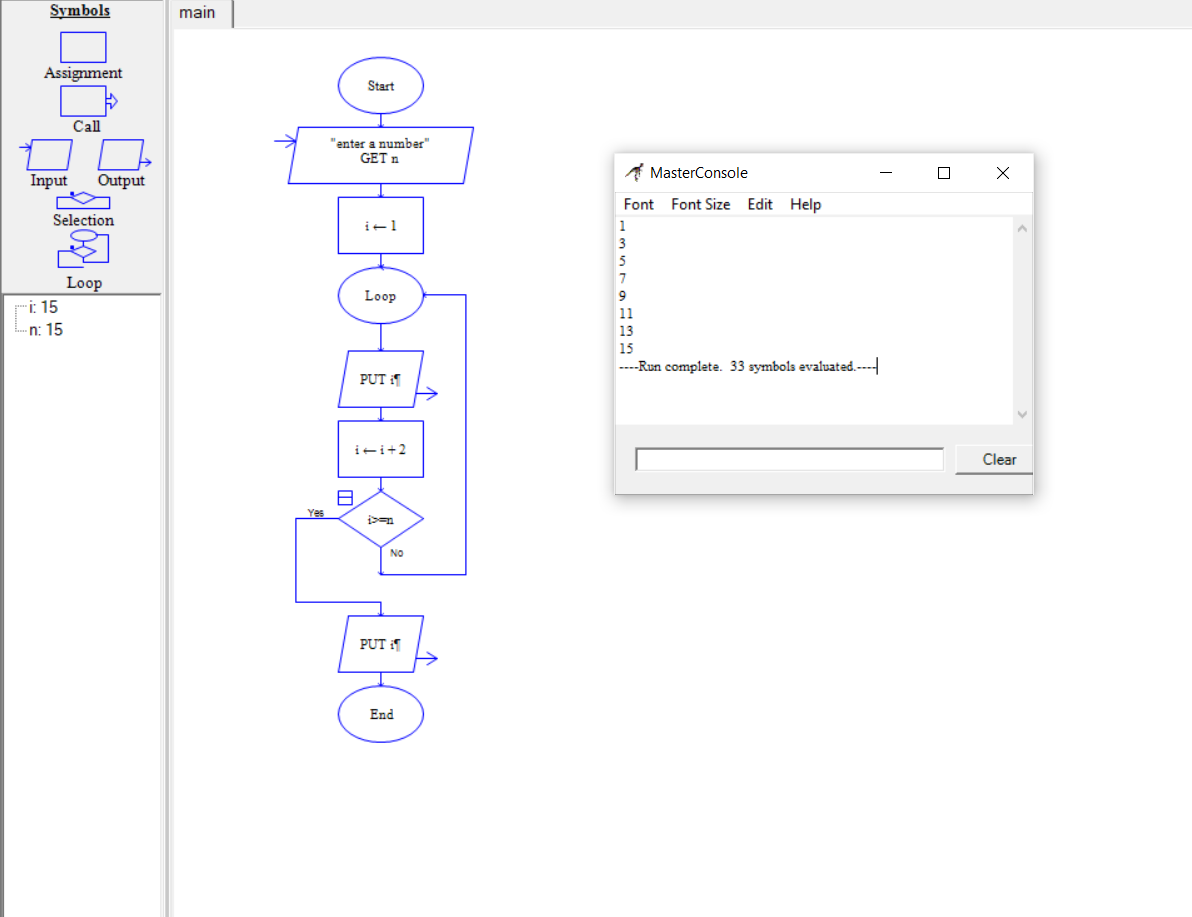 Symbols
Assignment
Call
Input Output
Selection
Loop
i: 15
n: 15
main
Start
"enter a number"
GET n
i ← 1
Loop
PUT i¶
i ← i + 2
Yes
i>=n
No
PUT i¶
End
MasterConsole
Font Font Size Edit Help
1
3
5
7
9
11
13
15
----Run complete.  33 symbols evaluated.----
Clear